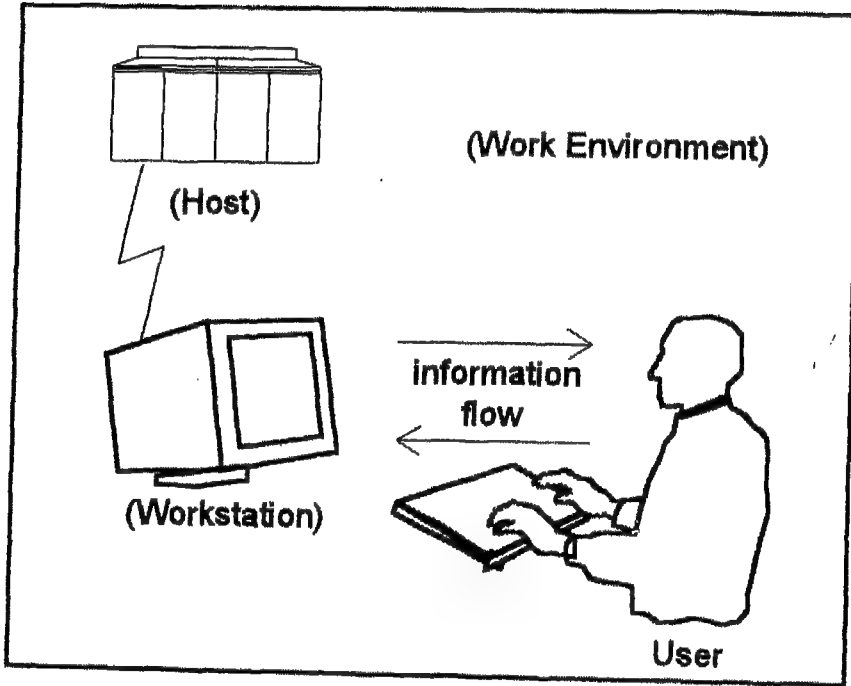 (Work Environment)
(Host)
information
flow
(Workstation)
User